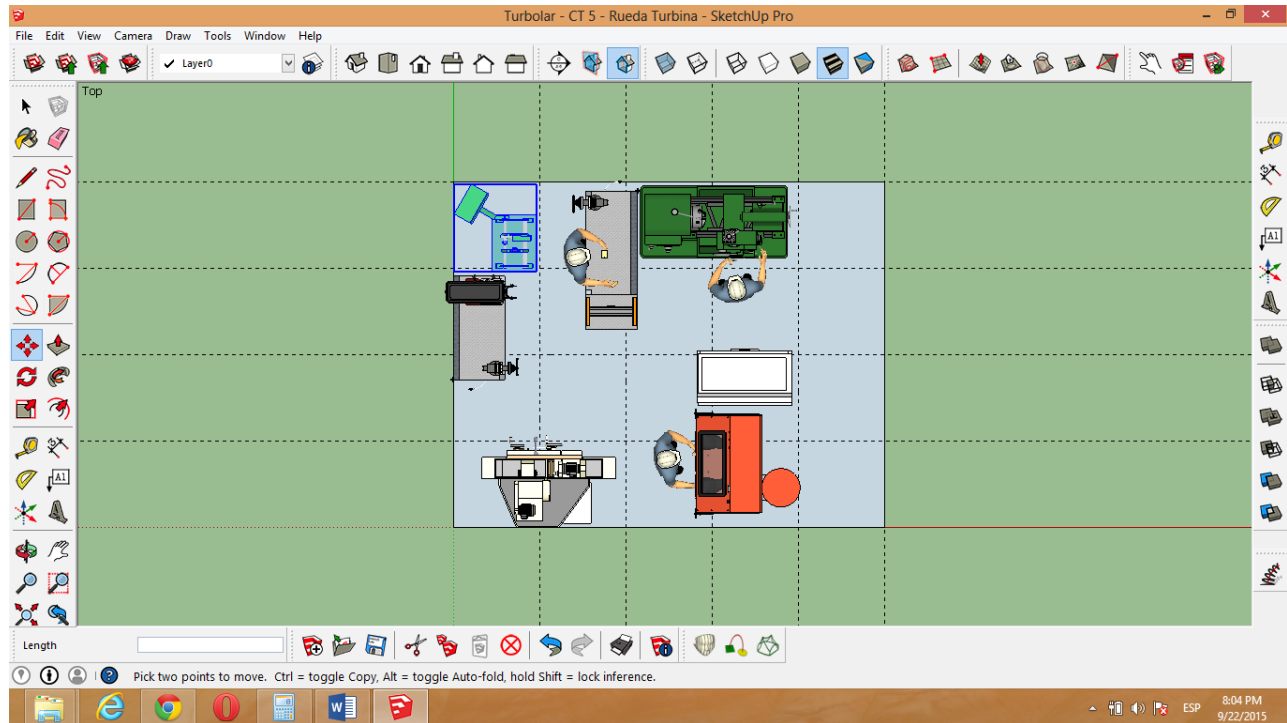 Turbolar - CT 5 - Rueda Turbina - SketchUp Pro
File Edit View Camera Draw Tools Window Help
Layer0
Top
A1
A1
Length
Pick two points to move. Ctrl = toggle Copy, Alt = toggle Auto-fold, hold Shift = lock inference.
ESP
8:04 PM
9/22/2015